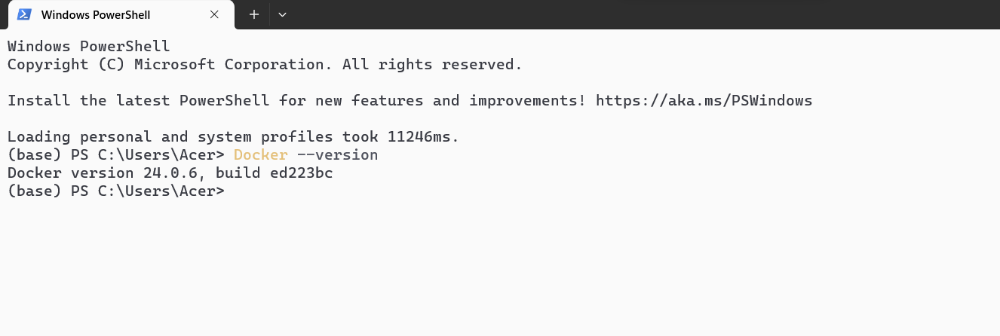 Windows PowerShell
Windows PowerShell
Copyright (C) Microsoft Corporation. All rights reserved.
Install the latest PowerShell for new features and improvements! https://aka.ms/PSWindows
Loading personal and system profiles took 11246ms.
(base) PS C:\Users\Acer> Docker --version
Docker version 24.0.6, build ed223bc
(base) PS C:\Users\Acer>